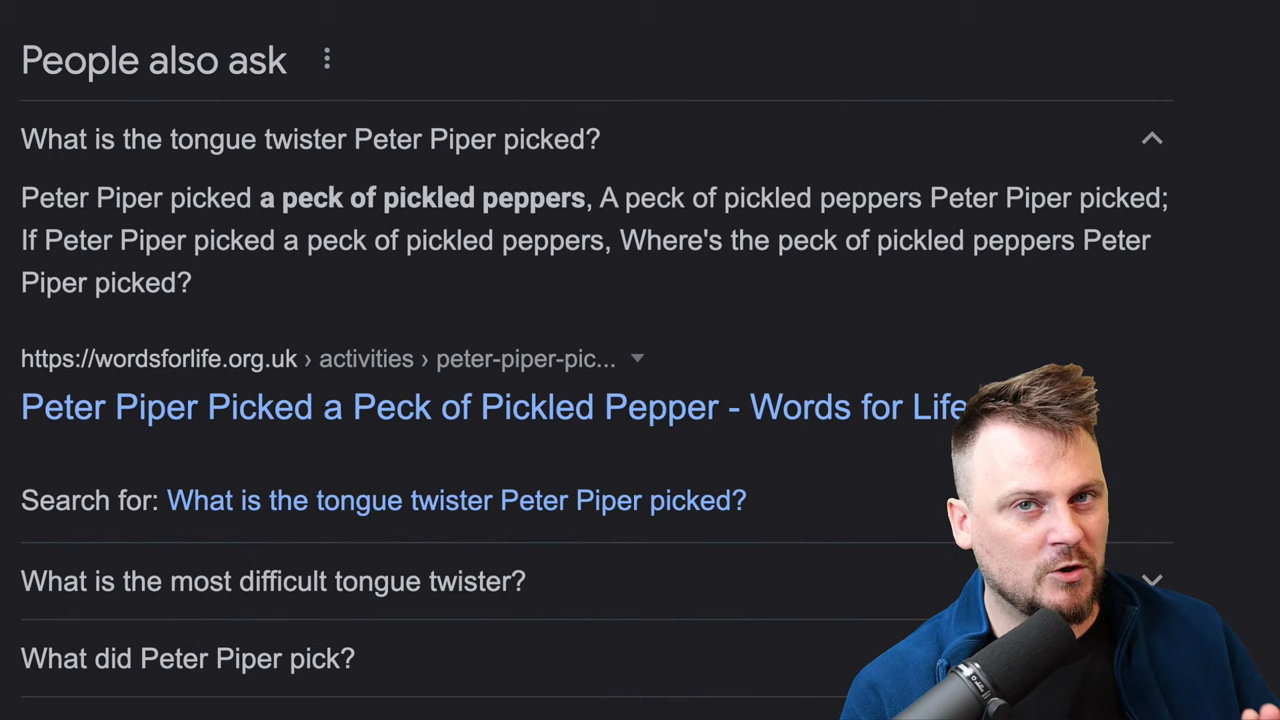 People also ask
What is the tongue twister Peter Piper picked?
Peter Piper picked a peck of pickled peppers, A peck of pickled peppers Peter Piper picked;
If Peter Piper picked a peck of pickled peppers, Where's the peck of pickled peppers Peter
Piper picked?
https://wordsforlife.org.uk › activities › peter-piper-pic...
Peter Piper Picked a Peck of Pickled Pepper - Words for Life
Search for: What is the tongue twister Peter Piper picked?
What is the most difficult tongue twister?
What did Peter Piper pick?